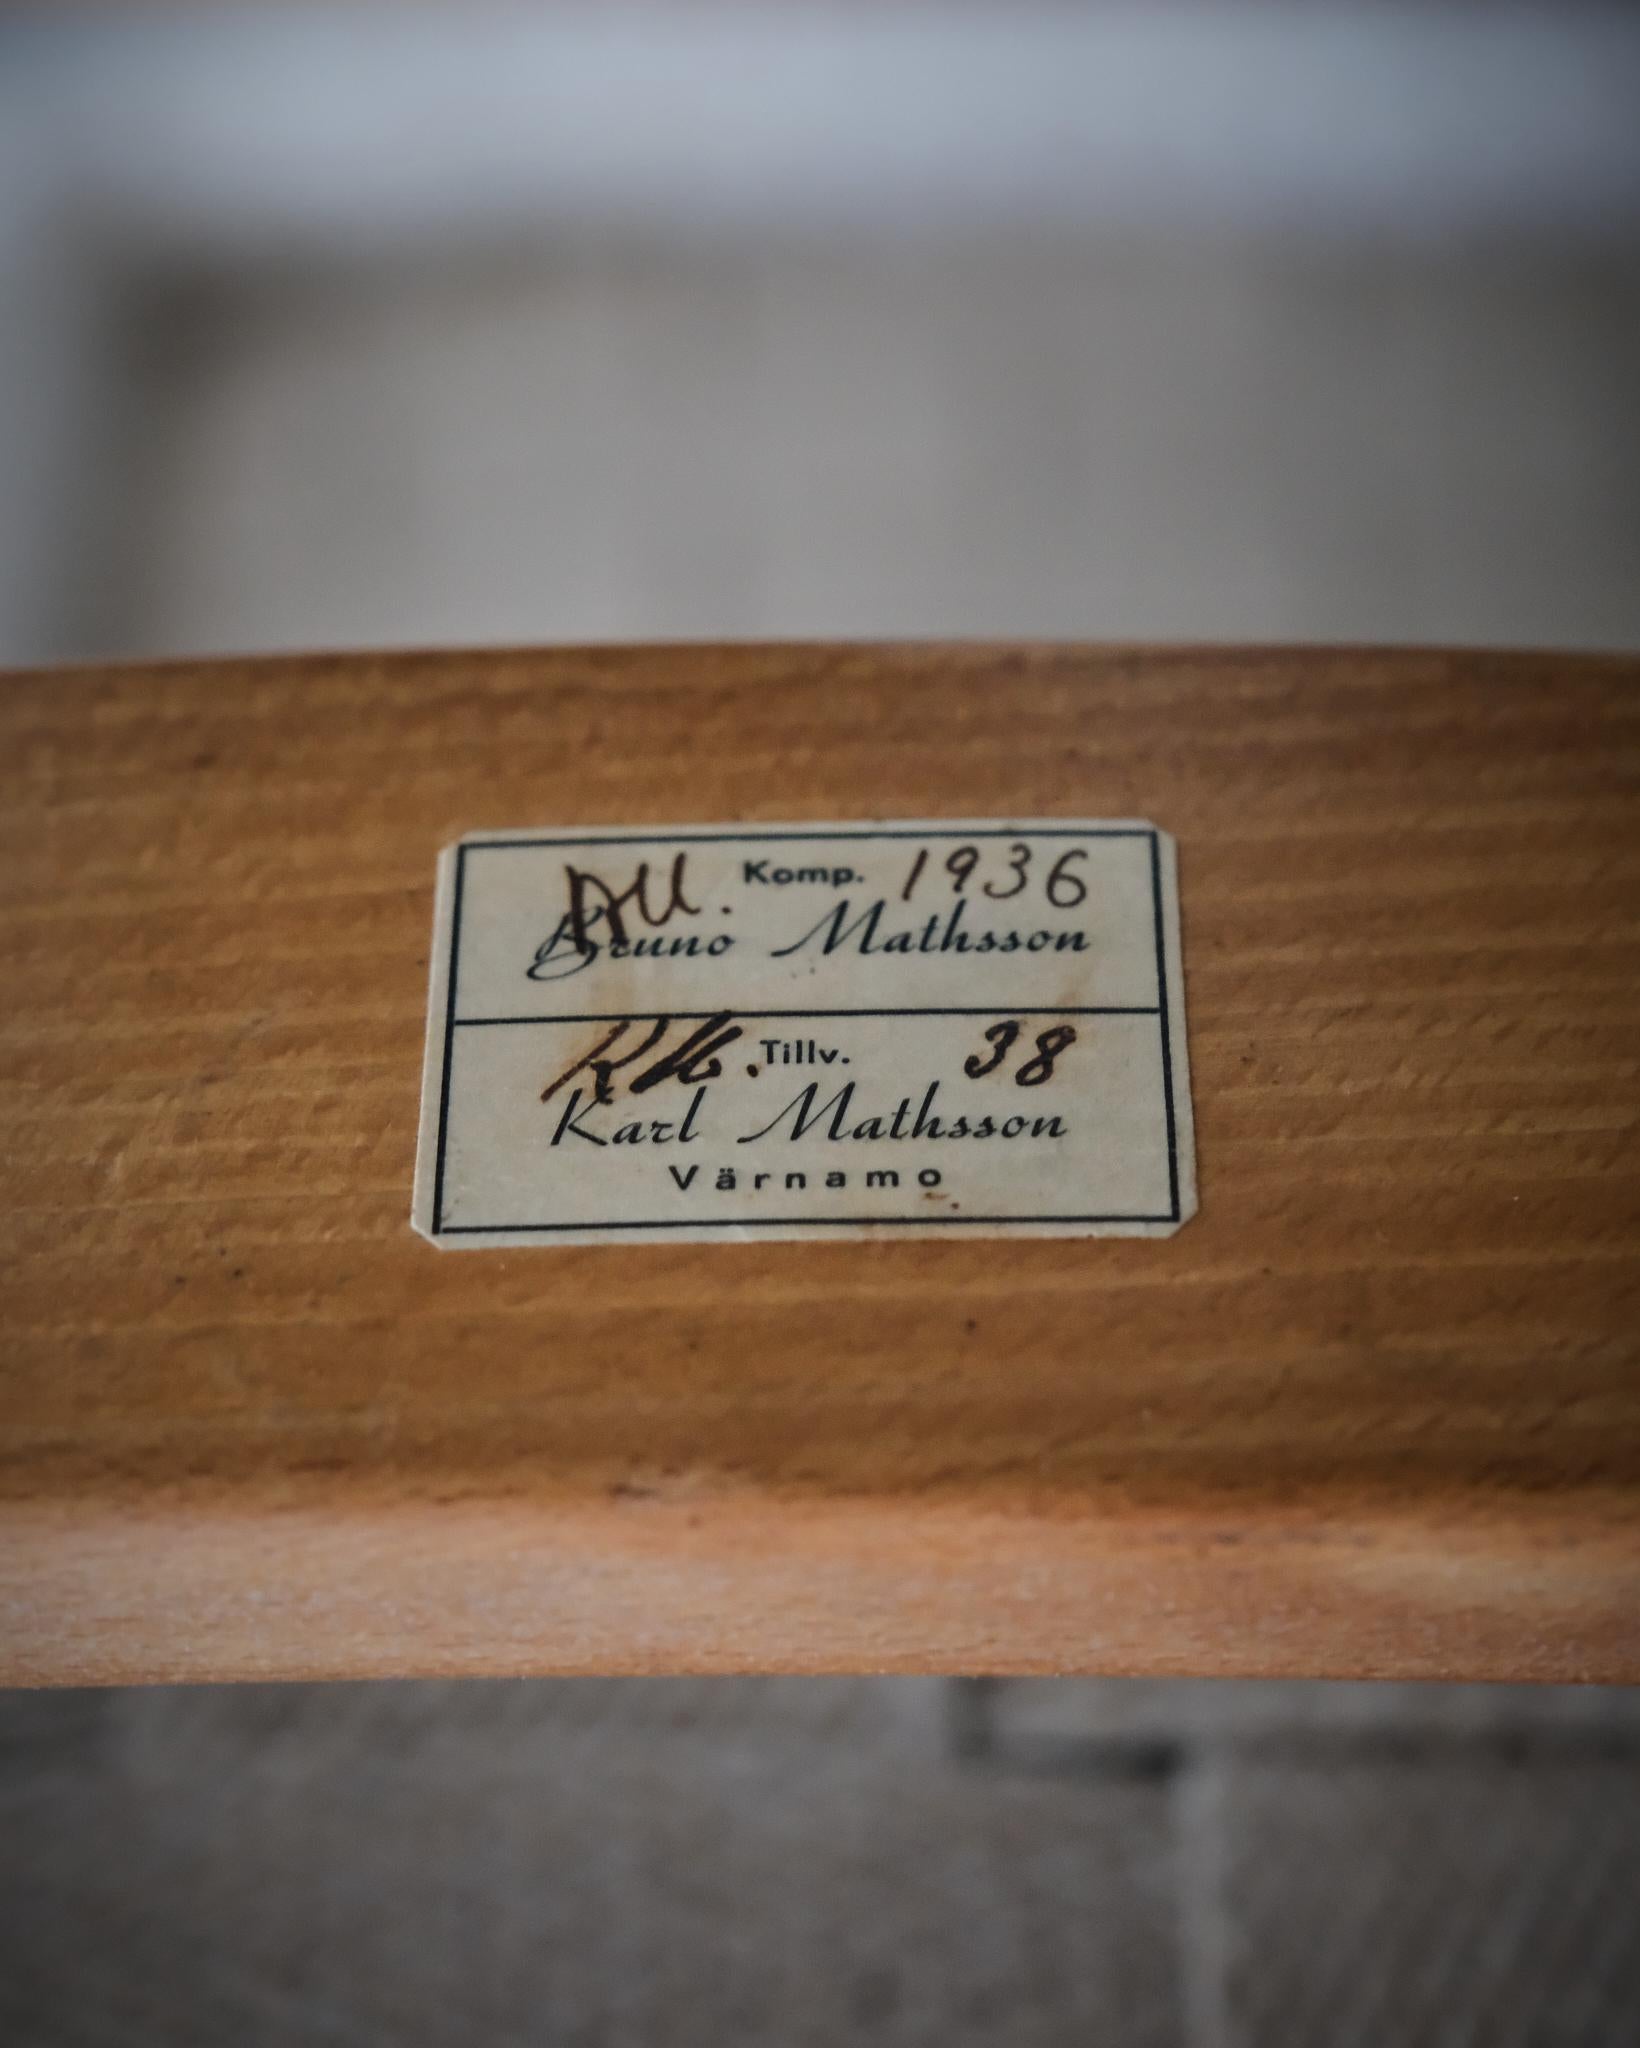 Komp. 1936
Bruno Mathsson
Tillv. 38
Karl Mathsson
Värnamo